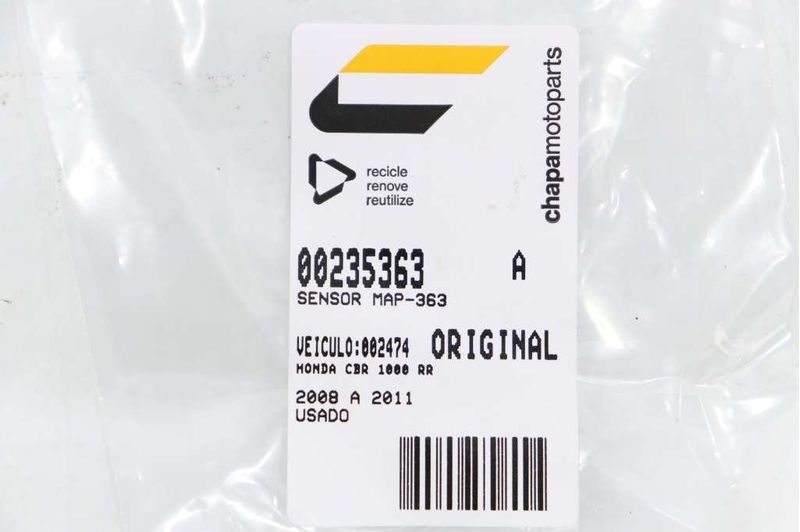 chapamotoparts
recicle
renove
reutilize
00235363 A
SENSOR MAP-363
VEICULO:002474 ORIGINAL
HONDA CBR 1000 RR
2008 A 2011
USADO